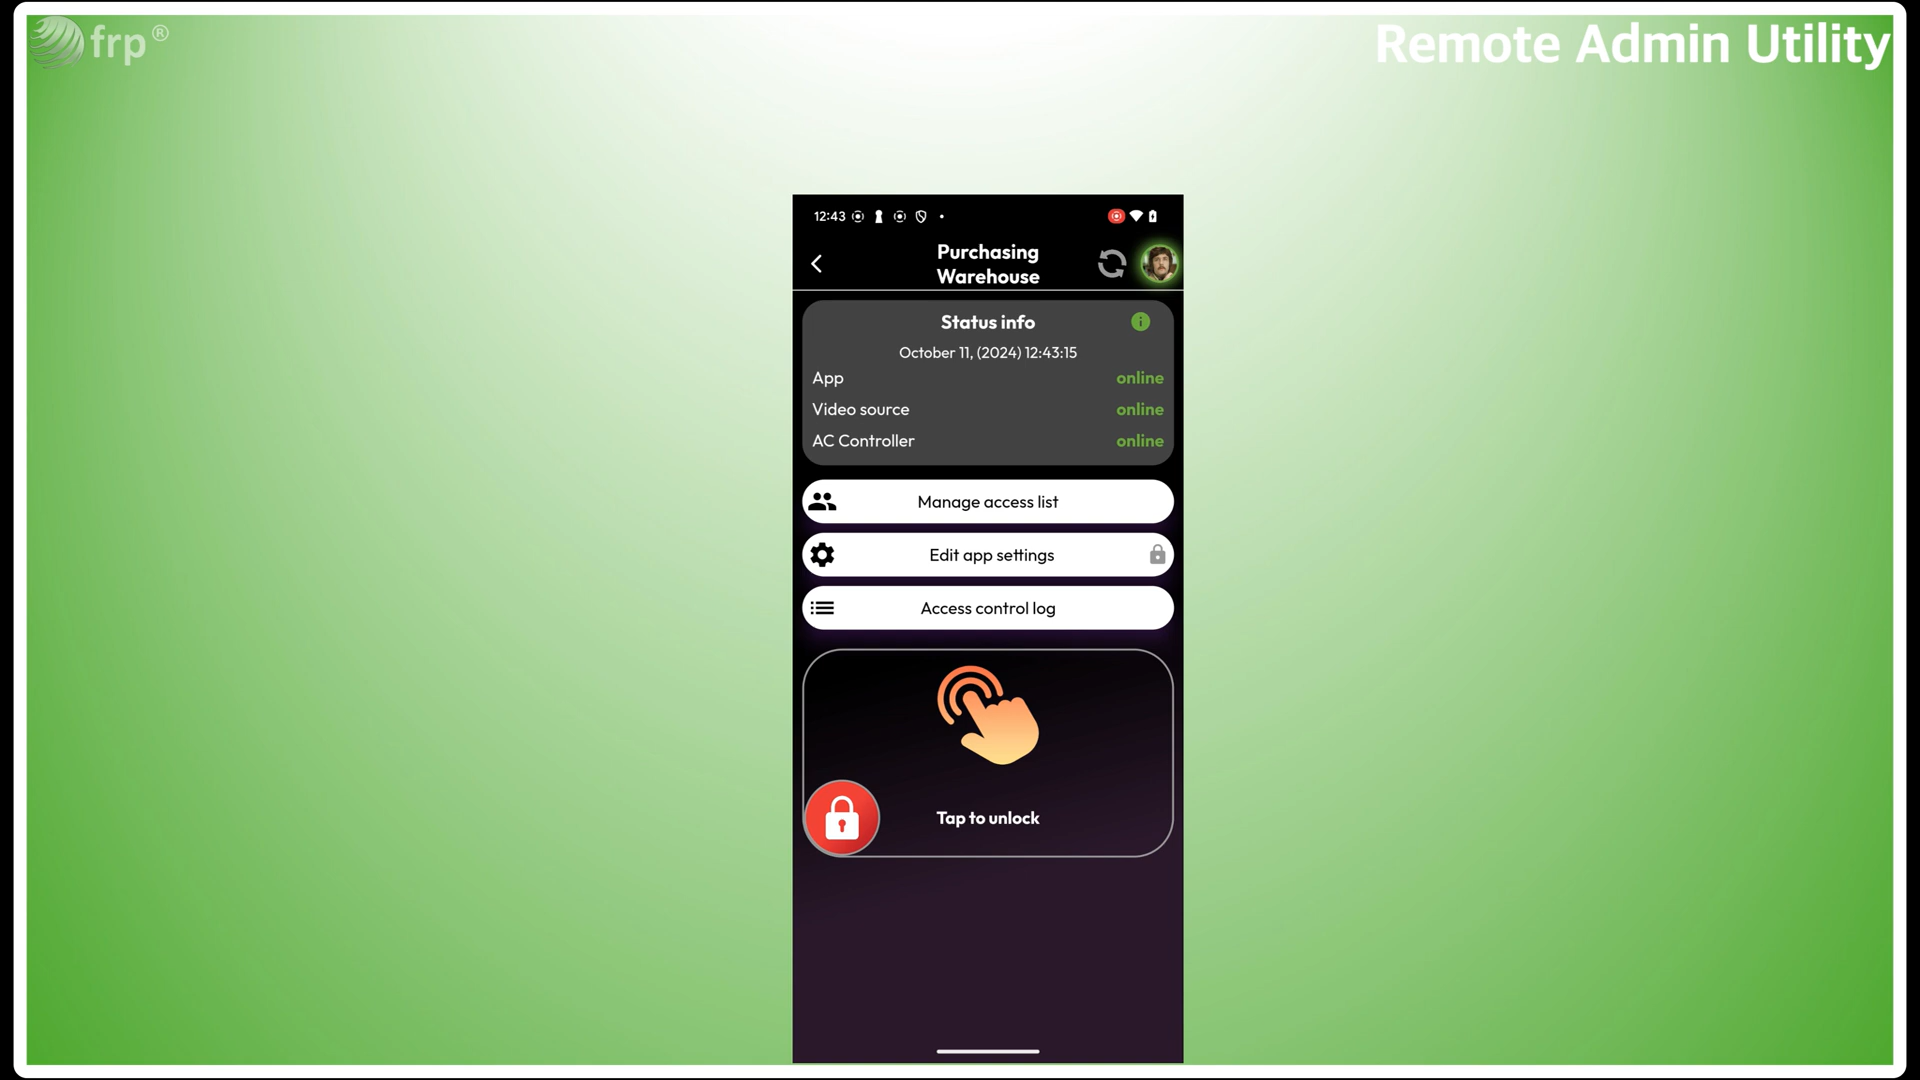 frp®
Remote Admin Utility
12:43
Purchasing
Warehouse
Status info
October 11, (2024) 12:43:15
App online
Video source online
AC Controller online
Manage access list
Edit app settings
Access control log
Tap to unlock